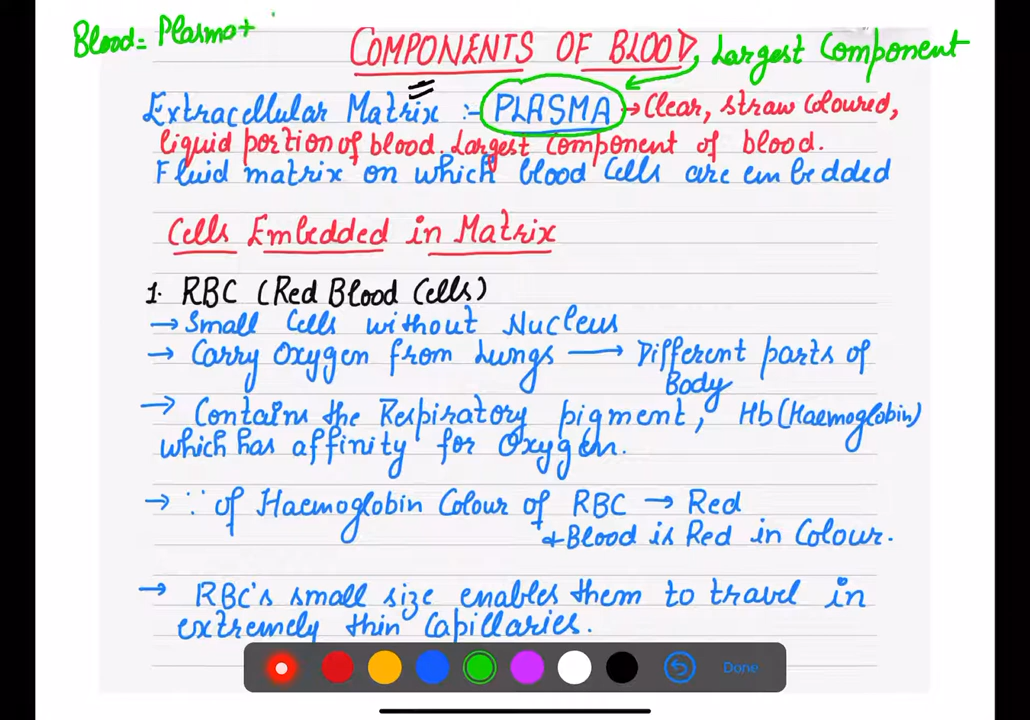 Blood = Plasma +
COMPONENTS OF BLOOD, Largest Component
Extracellular Matrix :- PLASMA → Clear, straw coloured,
liquid portion of blood. Largest component of blood.
Fluid matrix on which blood cells are embedded
Cells Embedded in Matrix
1. RBC (Red Blood Cells)
→ Small Cells without Nucleus
→ Carry Oxygen from Lungs → Different parts of
Body
→ Contains the Respiratory pigment, Hb (Haemoglobin)
which has affinity for Oxygen.
→ ∵ of Haemoglobin Colour of RBC → Red
+ Blood is Red in Colour.
→ RBC's small size enables them to travel in
extremely thin Capillaries.
Done